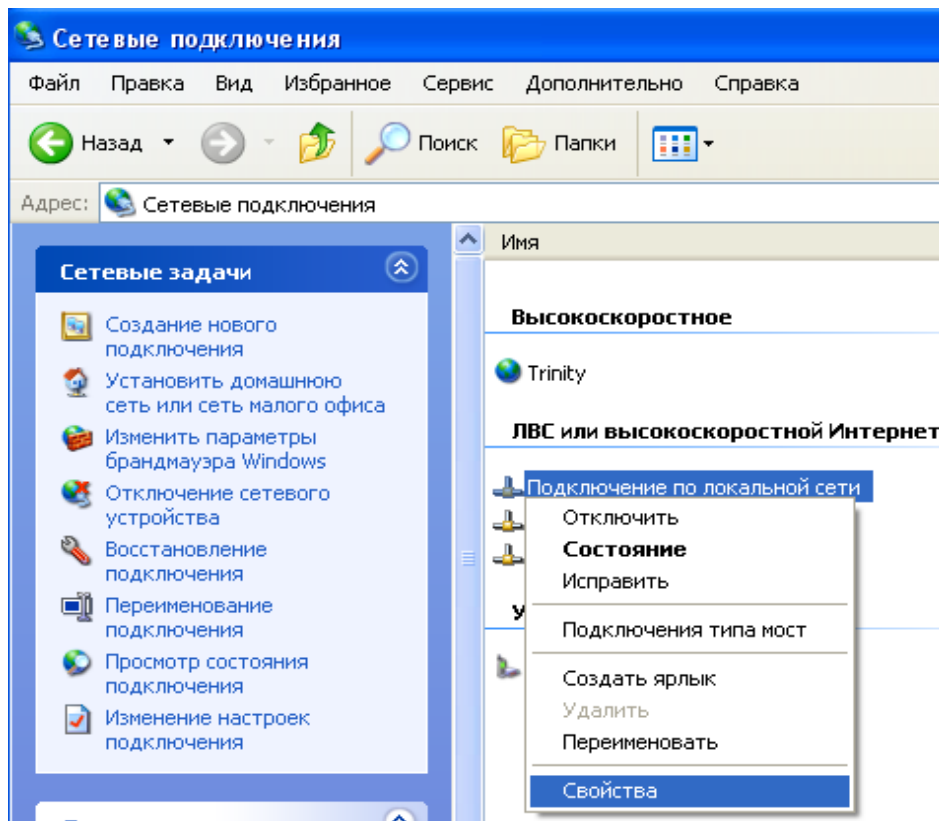 Сетевые подключения
Файл Правка Вид Избранное Сервис Дополнительно Справка
Назад Поиск Папки
Адрес: Сетевые подключения
Сетевые задачи
Создание нового
подключения
Установить домашнюю
сеть или сеть малого офиса
Изменить параметры
брандмауэра Windows
Отключение сетевого
устройства
Восстановление
подключения
Переименование
подключения
Просмотр состояния
подключения
Изменение настроек
подключения
Имя
Высокоскоростное
Trinity
ЛВС или высокоскоростной Интернет
Подключение по локальной сети
Отключить
Состояние
Исправить
У
Подключения типа мост
Создать ярлык
Удалить
Переименовать
Свойства